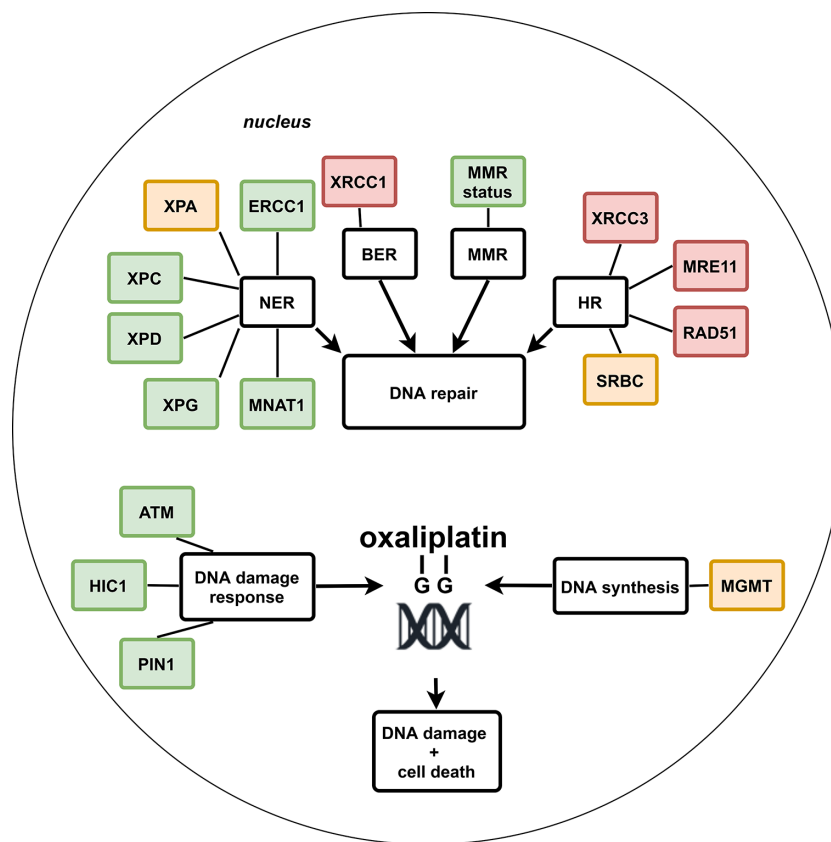 nucleus
XPA
ERCC1
XRCC1
MMR
status
XRCC3
XPC
NER
BER
MMR
HR
MRE11
XPD
RAD51
XPG
MNAT1
DNA repair
SRBC
ATM
HIC1
DNA damage
response
PIN1
oxaliplatin
G G
DNA synthesis
MGMT
DNA damage
+
cell death